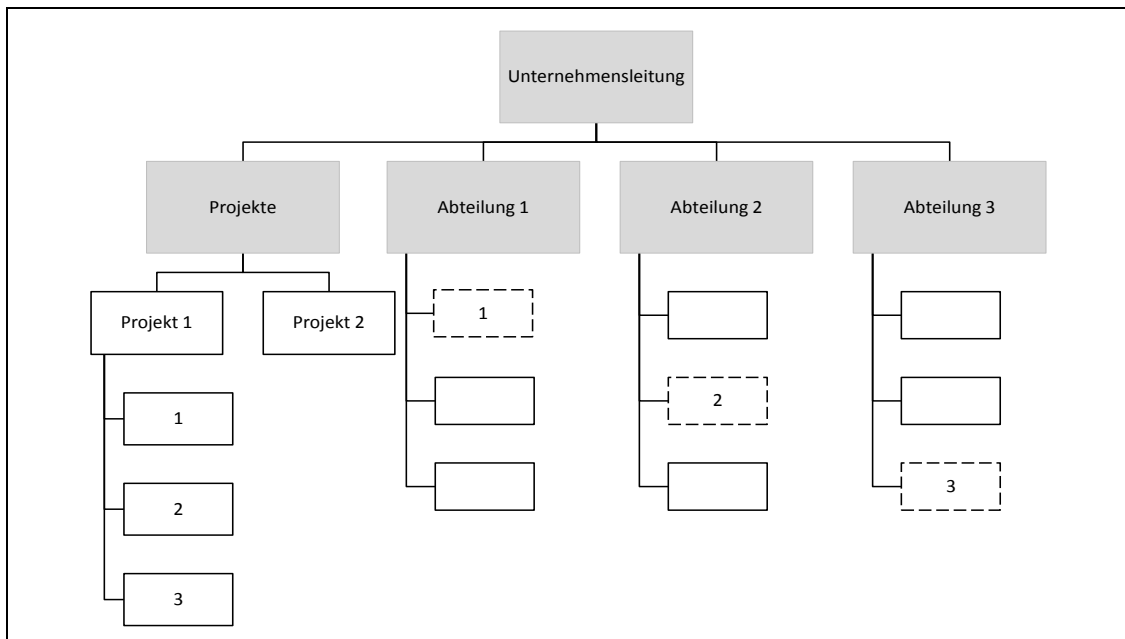 Unternehmensleitung
Projekte
Abteilung 1
Abteilung 2
Abteilung 3
Projekt 1
Projekt 2
1
2
3
1
2
3